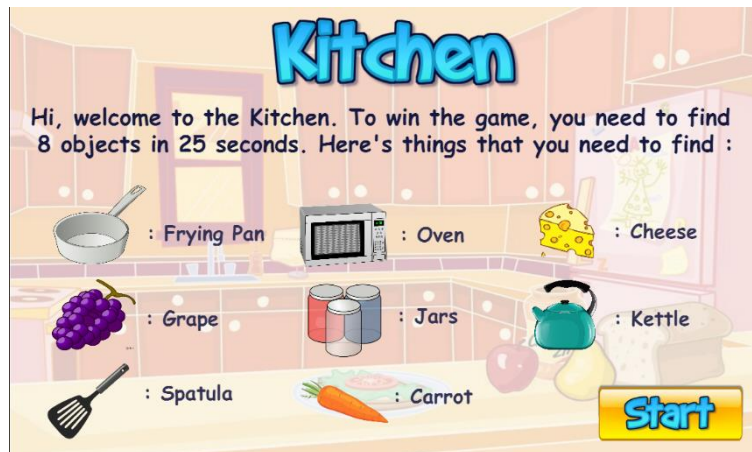 Kitchen
Hi, welcome to the Kitchen. To win the game, you need to find
8 objects in 25 seconds. Here's things that you need to find :
: Frying Pan
: Oven
: Cheese
: Grape
: Jars
: Kettle
: Spatula
: Carrot
Start